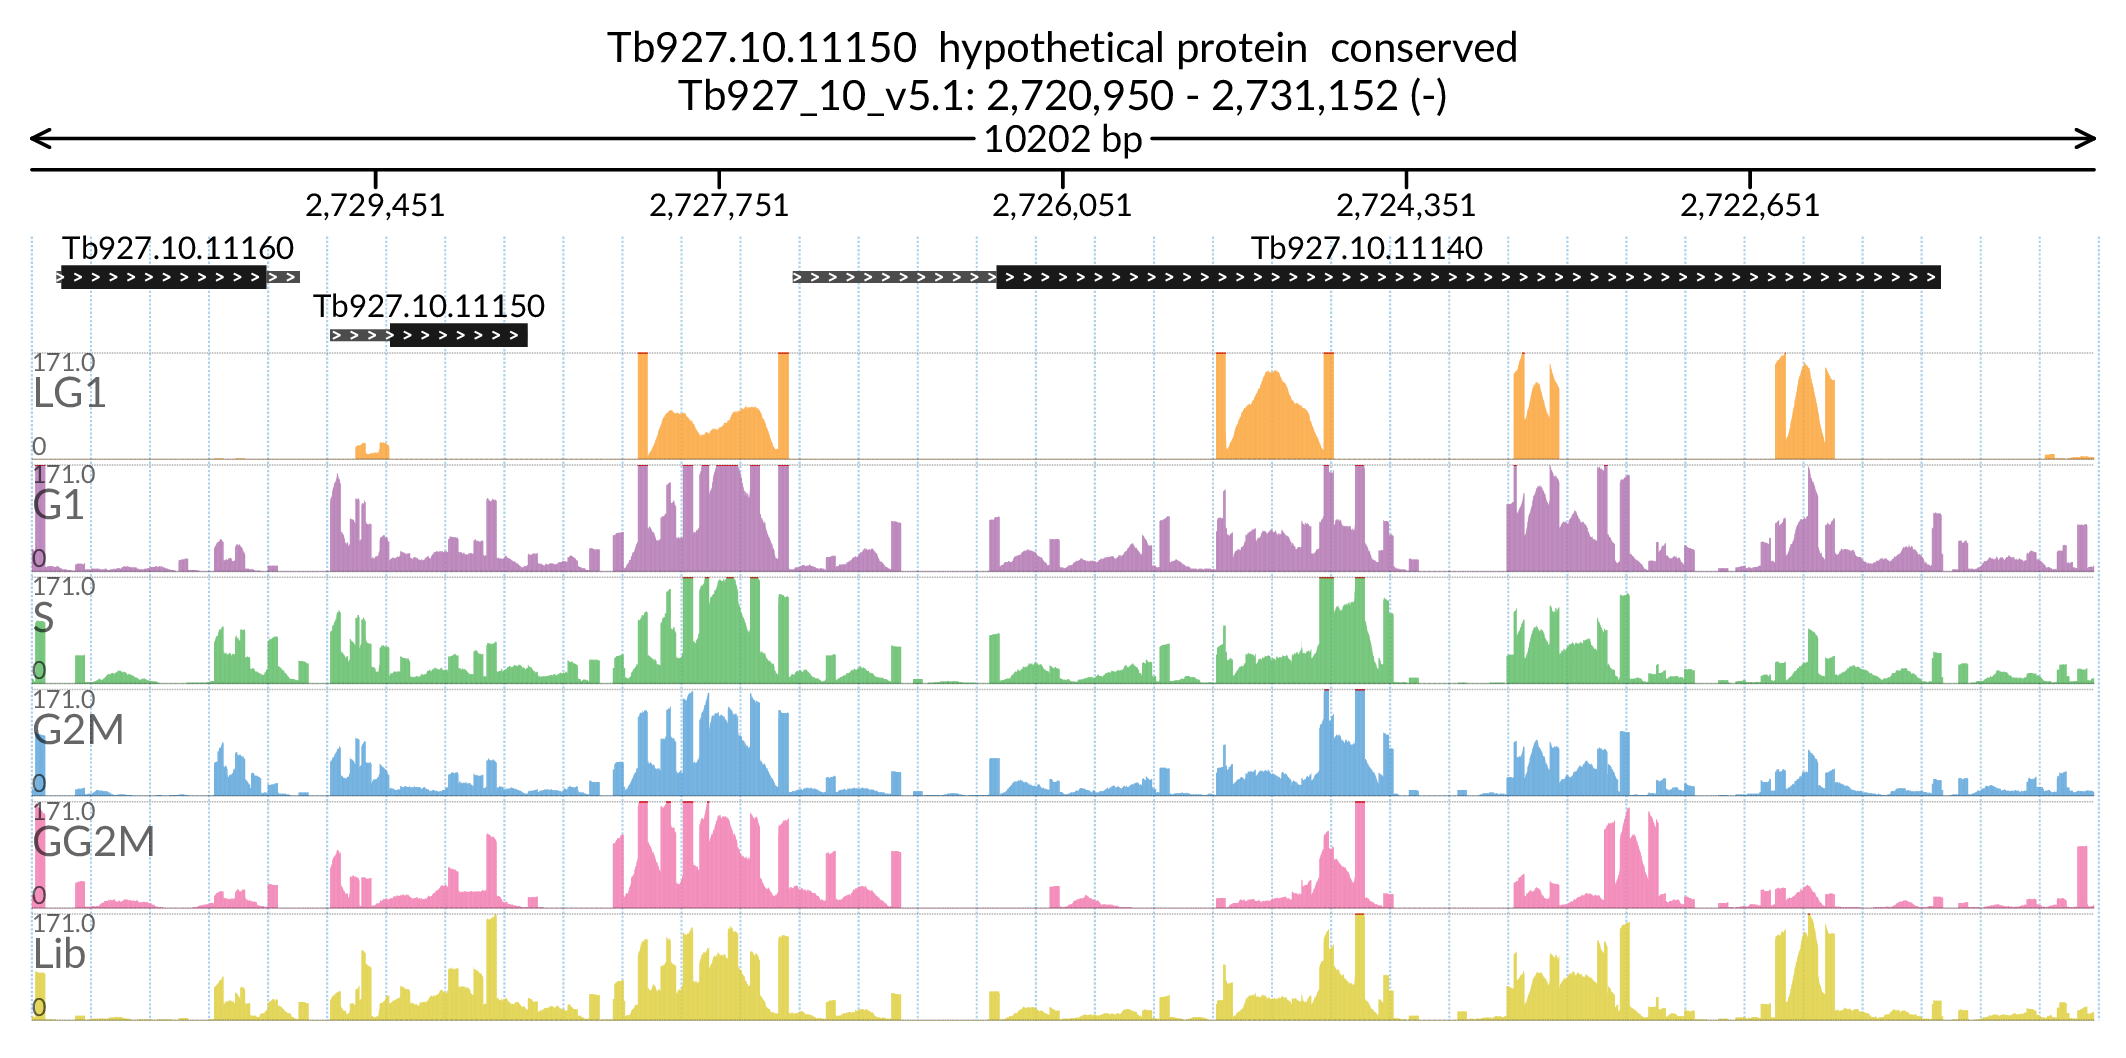 Tb927.10.11150  hypothetical protein  conserved
Tb927_10_v5.1: 2,720,950 - 2,731,152 (-)
10202 bp
2,729,451 2,727,751 2,726,051 2,724,351 2,722,651
Tb927.10.11160 Tb927.10.11140
Tb927.10.11150
171.0
LG1
0
171.0
G1
0
171.0
S
0
171.0
G2M
0
171.0
GG2M
0
171.0
Lib
0